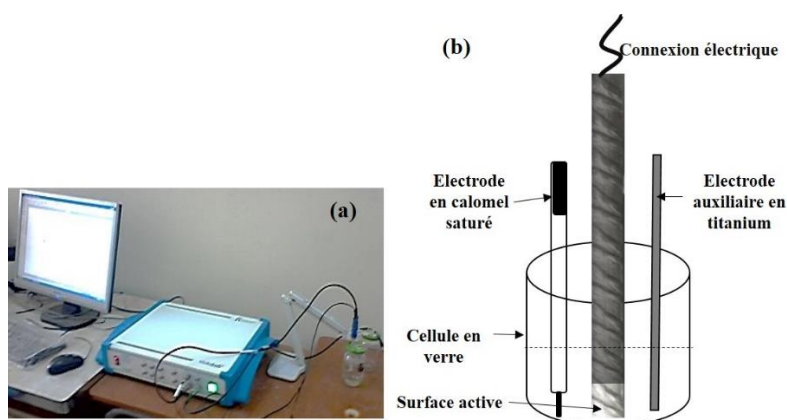 (a)
(b)
Connexion électrique
Electrode
en calomel
saturé
Electrode
auxiliaire en
titanium
Cellule en
verre
Surface active